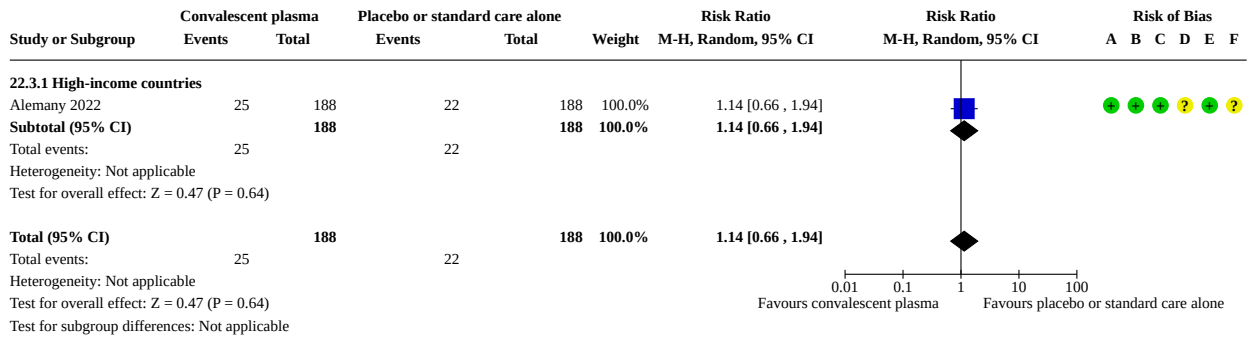 Convalescent plasma Placebo or standard care alone Risk Ratio Risk Ratio Risk of Bias
Study or Subgroup Events Total Events Total Weight M-H, Random, 95% CI M-H, Random, 95% CI A B C D E F
22.3.1 High-income countries
Alemany 2022 25 188 22 188 100.0% 1.14 [0.66 , 1.94] + + + ? + ?
Subtotal (95% CI) 188 188 100.0% 1.14 [0.66 , 1.94]
Total events: 25 22
Heterogeneity: Not applicable
Test for overall effect: Z = 0.47 (P = 0.64)
Total (95% CI) 188 188 100.0% 1.14 [0.66 , 1.94]
Total events: 25 22
Heterogeneity: Not applicable 0.01 0.1 1 10 100
Test for overall effect: Z = 0.47 (P = 0.64) Favours convalescent plasma Favours placebo or standard care alone
Test for subgroup differences: Not applicable